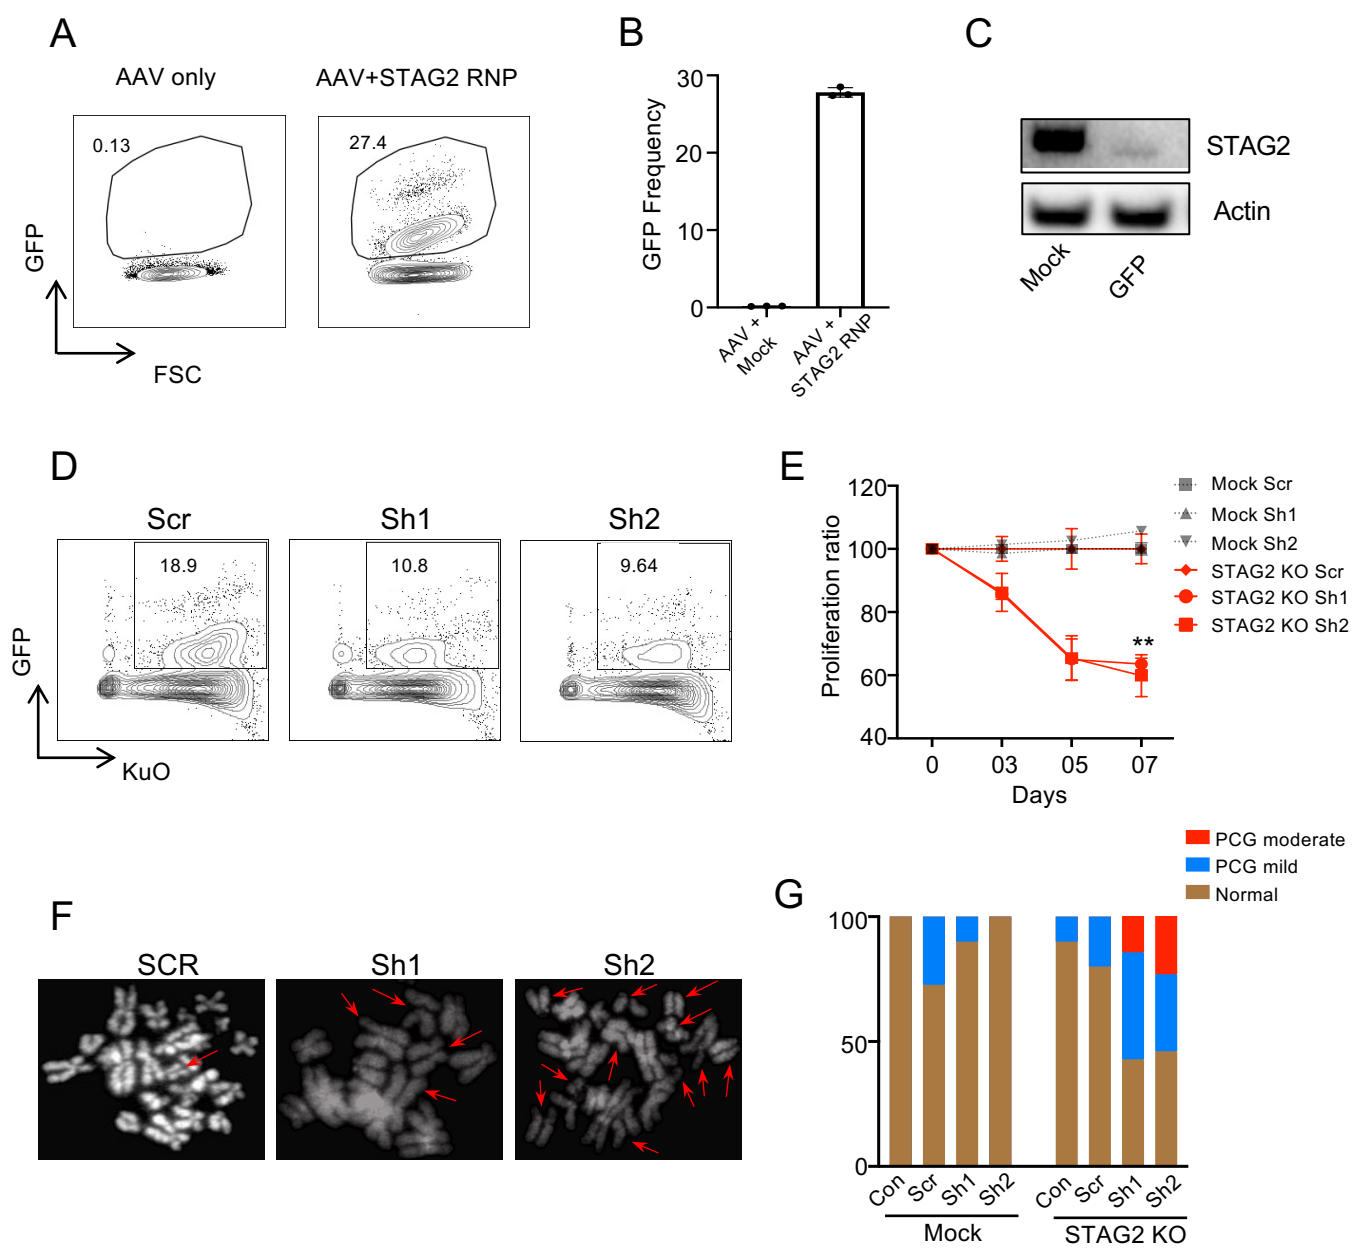 A
AAV only
AAV+STAG2 RNP
0.13
27.4
GFP
FSC
B
GFP Frequency
30
20
10
0
AAV +
Mock
AAV +
STAG2 RNP
C
STAG2
Actin
Mock
GFP
D
Scr
Sh1
Sh2
18.9
10.8
9.64
GFP
KuO
E
Proliferation ratio
120
100
80
60
40
0
03
05
07
Days
**
Mock Scr
Mock Sh1
Mock Sh2
STAG2 KO Scr
STAG2 KO Sh1
STAG2 KO Sh2
F
SCR
Sh1
Sh2
G
PCG moderate
PCG mild
Normal
100
50
0
Con
Scr
Sh1
Sh2
Con
Scr
Sh1
Sh2
Mock
STAG2 KO